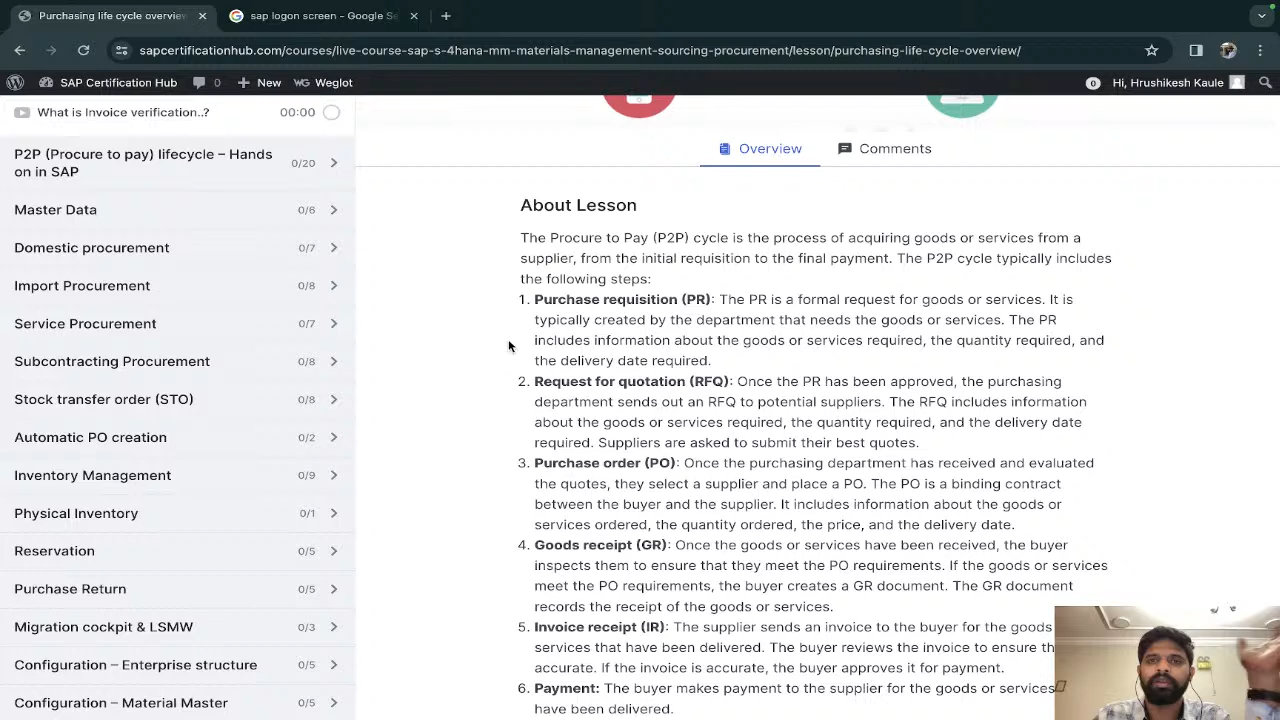 Purchasing life cycle overview
sap logon screen - Google Se
sapcertificationhub.com/courses/live-course-sap-s-4hana-mm-materials-management-sourcing-procurement/lesson/purchasing-life-cycle-overview/
SAP Certification Hub 0 New WG Weglot 0 Hi, Hrushikesh Kaule
What is Invoice verification..? 00:00
P2P (Procure to pay) lifecycle – Hands on in SAP 0/20
Master Data 0/6
Domestic procurement 0/7
Import Procurement 0/8
Service Procurement 0/7
Subcontracting Procurement 0/8
Stock transfer order (STO) 0/8
Automatic PO creation 0/2
Inventory Management 0/9
Physical Inventory 0/1
Reservation 0/5
Purchase Return 0/5
Migration cockpit & LSMW 0/3
Configuration – Enterprise structure 0/5
Configuration – Material Master 0/5
Overview Comments
About Lesson
The Procure to Pay (P2P) cycle is the process of acquiring goods or services from a
supplier, from the initial requisition to the final payment. The P2P cycle typically includes
the following steps:
1. Purchase requisition (PR): The PR is a formal request for goods or services. It is
typically created by the department that needs the goods or services. The PR
includes information about the goods or services required, the quantity required, and
the delivery date required.
2. Request for quotation (RFQ): Once the PR has been approved, the purchasing
department sends out an RFQ to potential suppliers. The RFQ includes information
about the goods or services required, the quantity required, and the delivery date
required. Suppliers are asked to submit their best quotes.
3. Purchase order (PO): Once the purchasing department has received and evaluated
the quotes, they select a supplier and place a PO. The PO is a binding contract
between the buyer and the supplier. It includes information about the goods or
services ordered, the quantity ordered, the price, and the delivery date.
4. Goods receipt (GR): Once the goods or services have been received, the buyer
inspects them to ensure that they meet the PO requirements. If the goods or services
meet the PO requirements, the buyer creates a GR document. The GR document
records the receipt of the goods or services.
5. Invoice receipt (IR): The supplier sends an invoice to the buyer for the goods
services that have been delivered. The buyer reviews the invoice to ensure th
accurate. If the invoice is accurate, the buyer approves it for payment.
6. Payment: The buyer makes payment to the supplier for the goods or services
have been delivered.